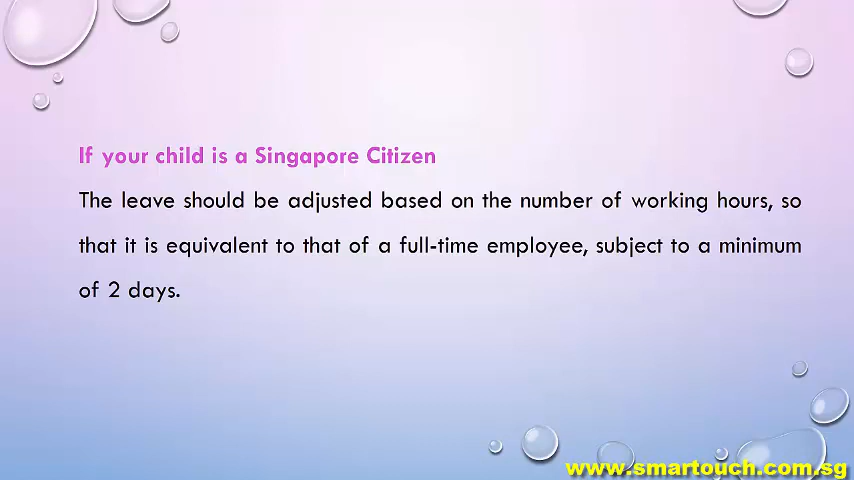 If your child is a Singapore Citizen
The leave should be adjusted based on the number of working hours, so
that it is equivalent to that of a full-time employee, subject to a minimum
of 2 days.
www.smartouch.com.sg